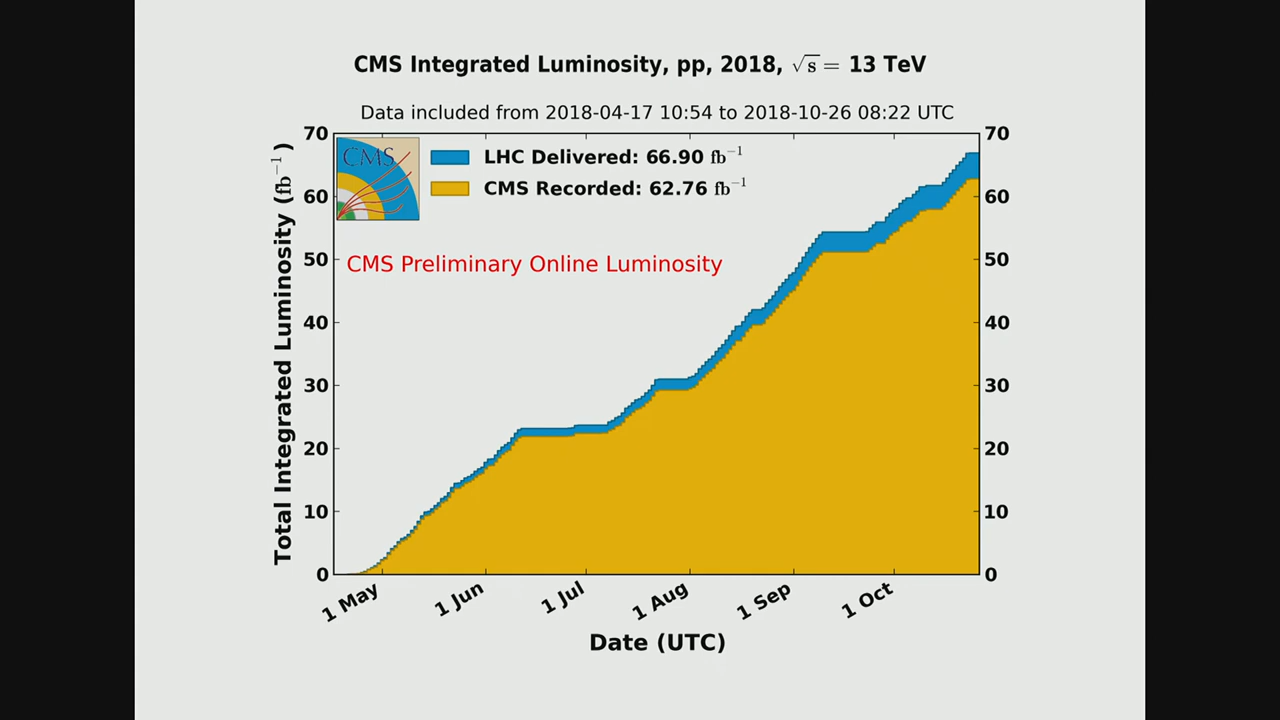 CMS Integrated Luminosity, pp, 2018, √s = 13 TeV
Data included from 2018-04-17 10:54 to 2018-10-26 08:22 UTC
CMS
LHC Delivered: 66.90 fb⁻¹
CMS Recorded: 62.76 fb⁻¹
CMS Preliminary Online Luminosity
Total Integrated Luminosity (fb⁻¹)
70
60
50
40
30
20
10
0
70
60
50
40
30
20
10
0
1 May
1 Jun
1 Jul
1 Aug
1 Sep
1 Oct
Date (UTC)